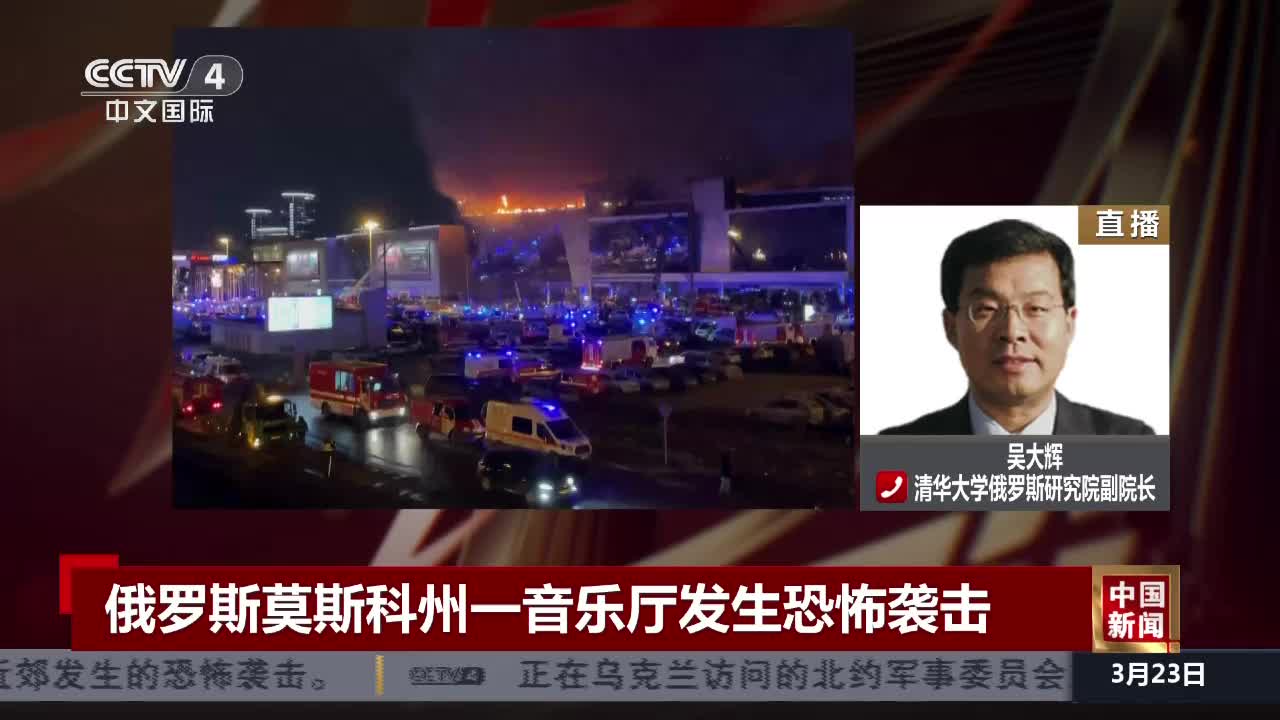 CCTV 4
中文国际
直播
吴大辉
清华大学俄罗斯研究院副院长
俄罗斯莫斯科州一音乐厅发生恐怖袭击
中国
新闻
近郊发生的恐怖袭击。 CCTV 4 正在乌克兰访问的北约军事委员会
3月23日